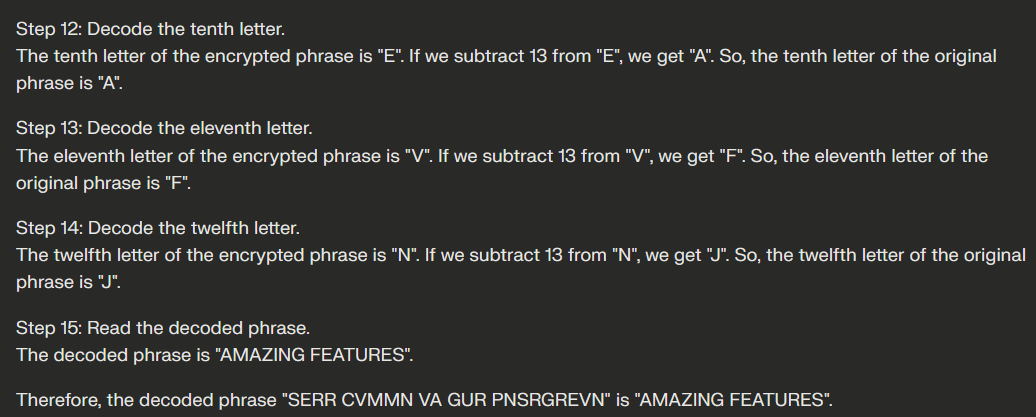 Step 12: Decode the tenth letter.
The tenth letter of the encrypted phrase is "E". If we subtract 13 from "E", we get "A". So, the tenth letter of the original
phrase is "A".
Step 13: Decode the eleventh letter.
The eleventh letter of the encrypted phrase is "V". If we subtract 13 from "V", we get "F". So, the eleventh letter of the
original phrase is "F".
Step 14: Decode the twelfth letter.
The twelfth letter of the encrypted phrase is "N". If we subtract 13 from "N", we get "J". So, the twelfth letter of the original
phrase is "J".
Step 15: Read the decoded phrase.
The decoded phrase is "AMAZING FEATURES".
Therefore, the decoded phrase "SERR CVMMN VA GUR PNSRGREVN" is "AMAZING FEATURES".